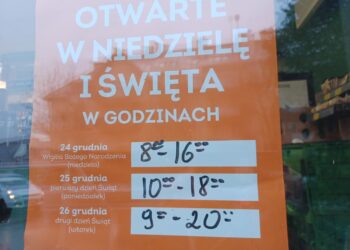 OTWARTE
W NIEDZIELĘ
I ŚWIĘTA
W GODZINACH
24 grudnia
Wigilia Bożego Narodzenia
(niedziela)
8⁰⁰-16⁰⁰
25 grudnia
pierwszy dzień Świąt
(poniedziałek)
10⁰⁰-18⁰⁰
26 grudnia
drugi dzień Świąt
(wtorek)
9⁰⁰-20⁰⁰